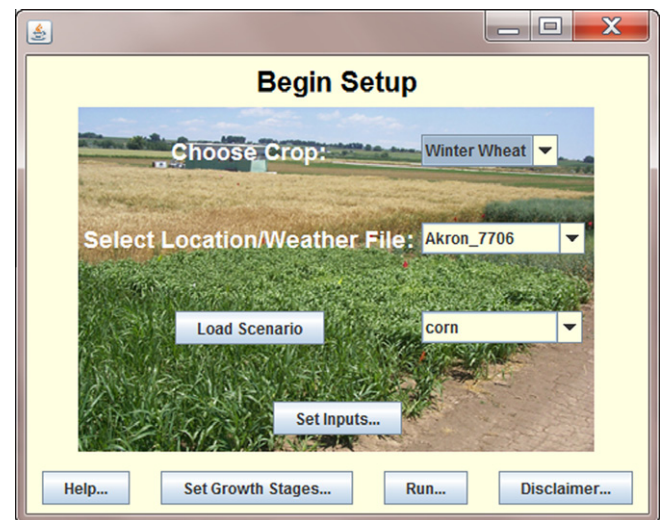 Begin Setup
Choose Crop: Winter Wheat
Select Location/Weather File: Akron_7706
Load Scenario corn
Set Inputs...
Help... Set Growth Stages... Run... Disclaimer...